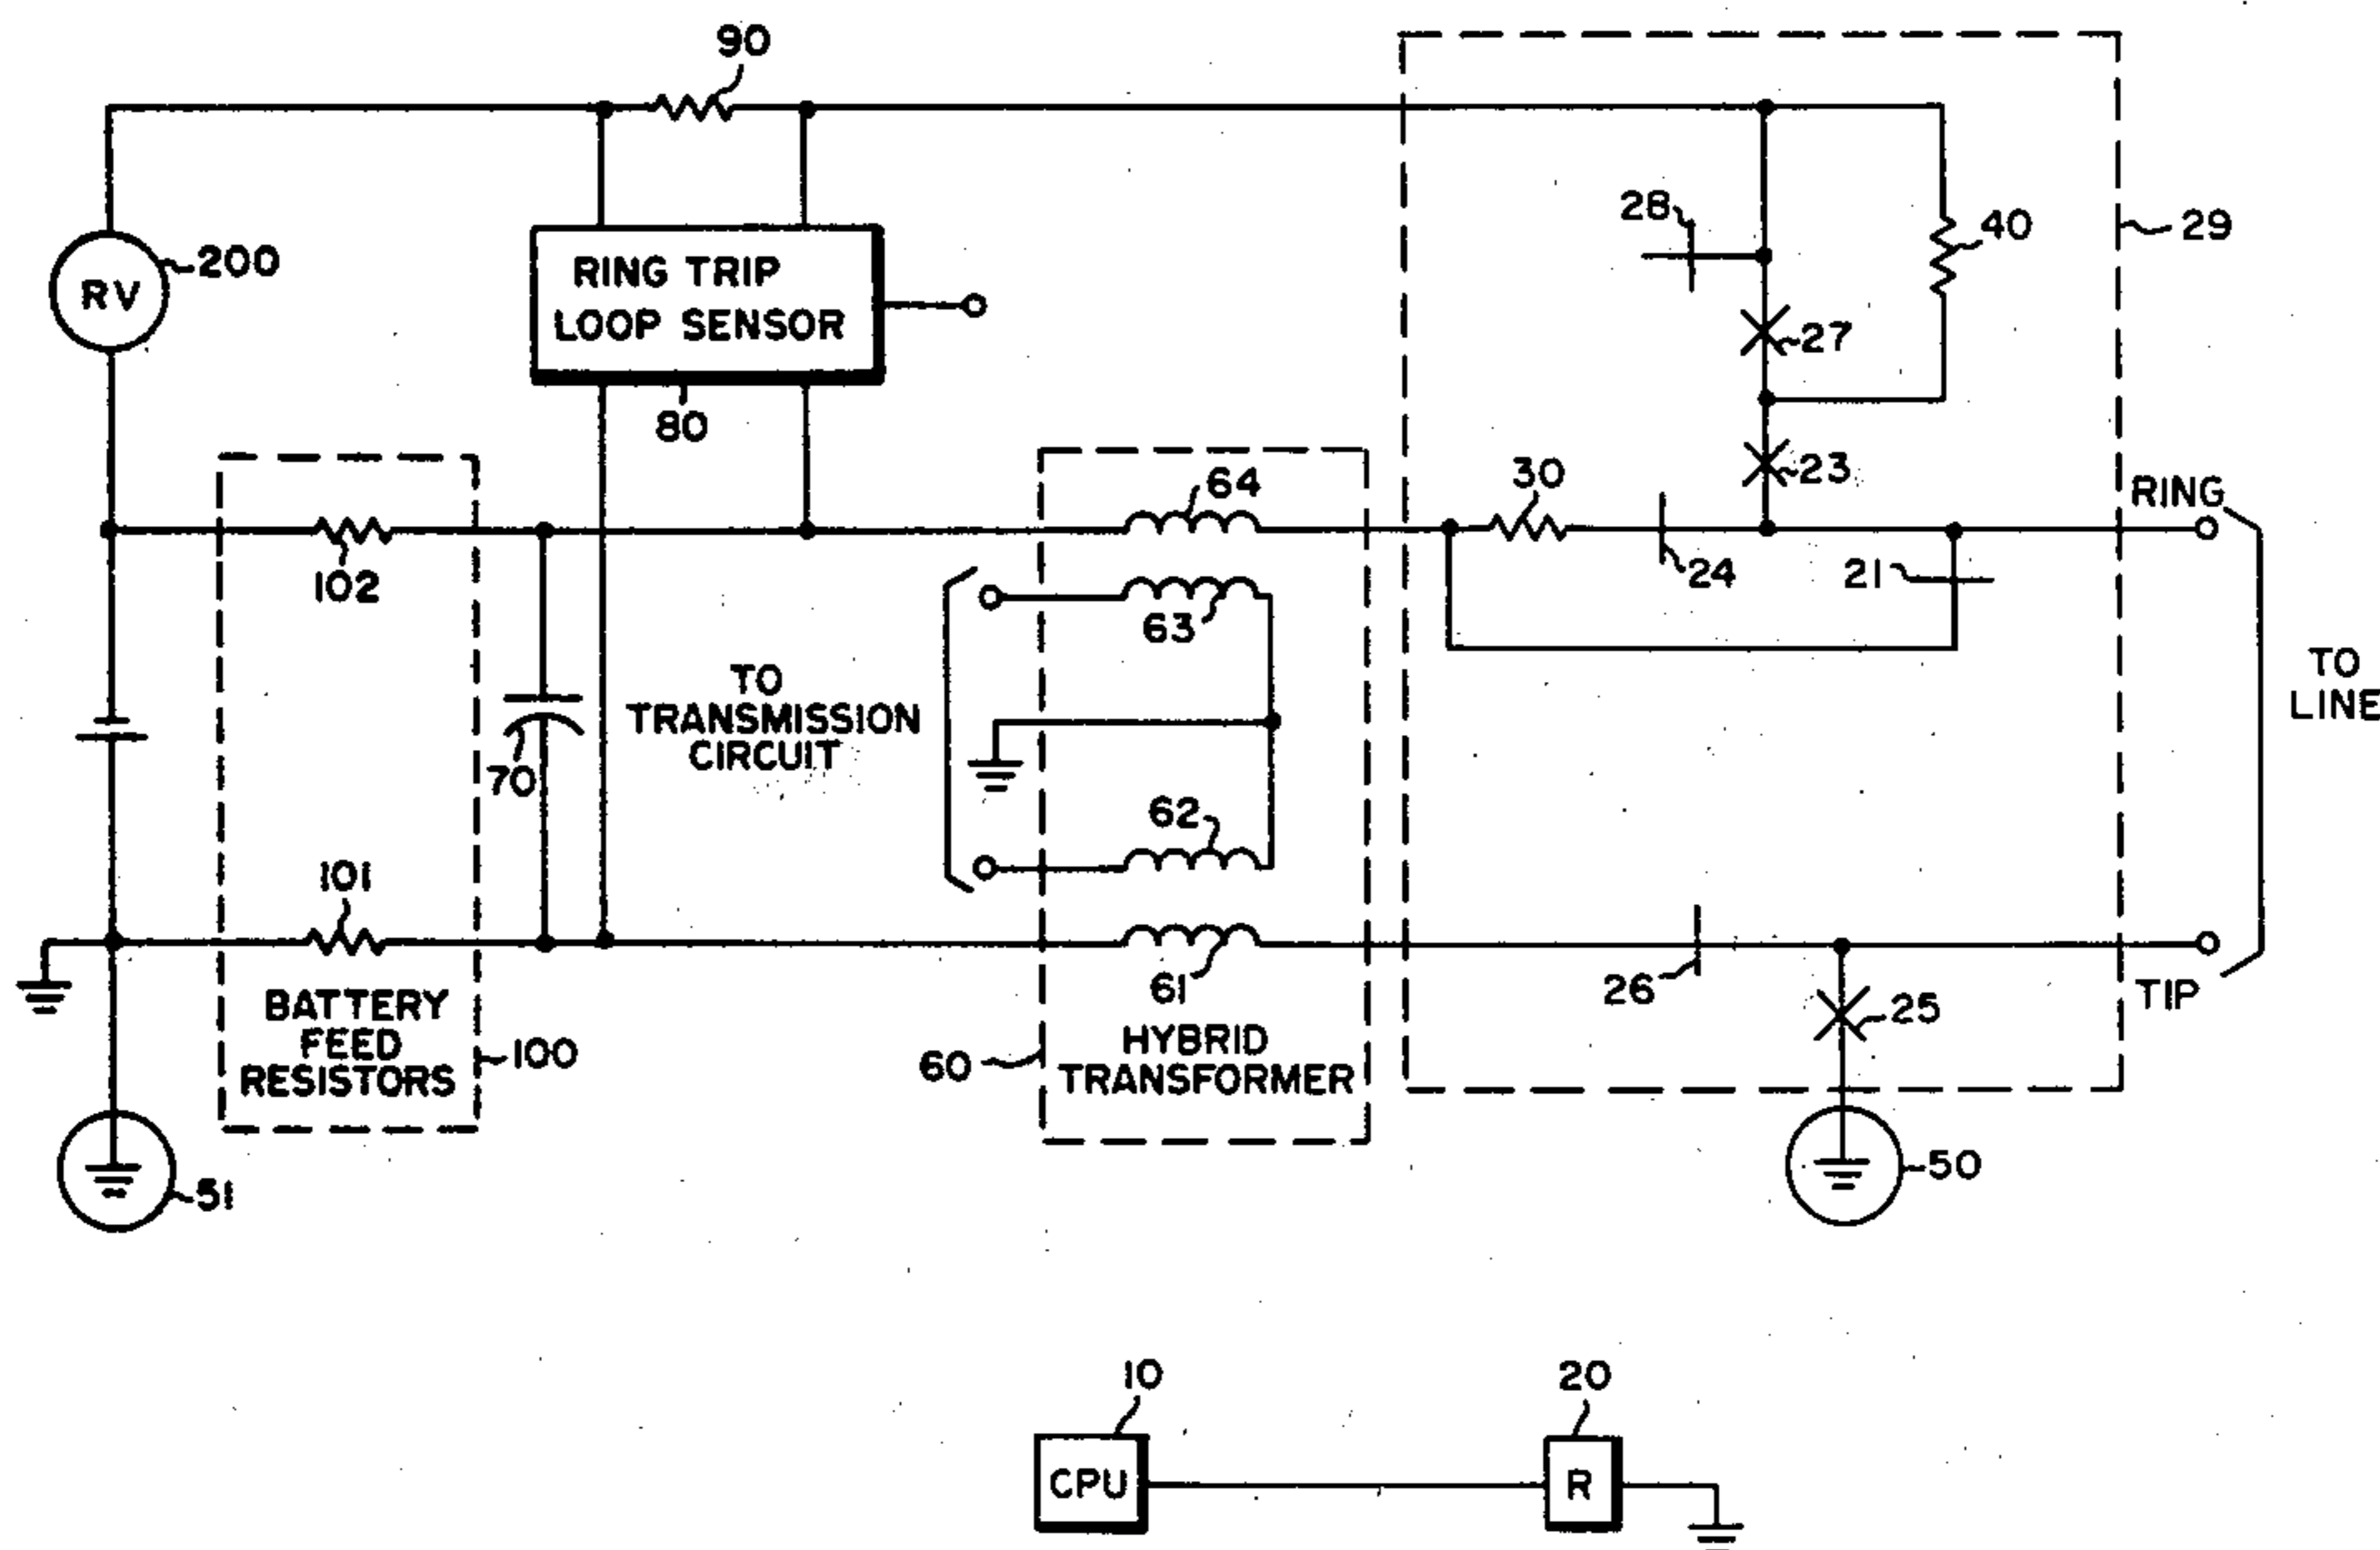 90
28
40
29
200
RV
RING TRIP
LOOP SENSOR
27
80
23
64
30
RING
102
24
21
63
TO
TRANSMISSION
CIRCUIT
TO
LINE
70
62
101
61
26
TIP
25
BATTERY
FEED
RESISTORS
100
60
HYBRID
TRANSFORMER
51
50
10
20
CPU
R